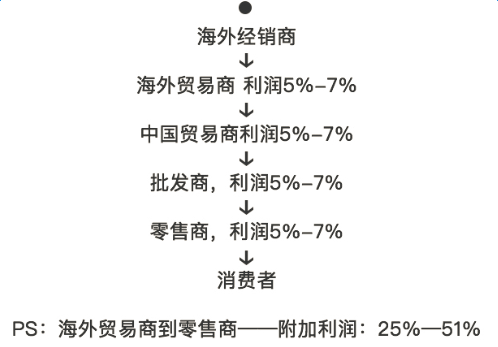 海外经销商
海外贸易商 利润5%-7%
中国贸易商利润5%-7%
批发商，利润5%-7%
零售商，利润5%-7%
消费者
PS：海外贸易商到零售商——附加利润：25%—51%